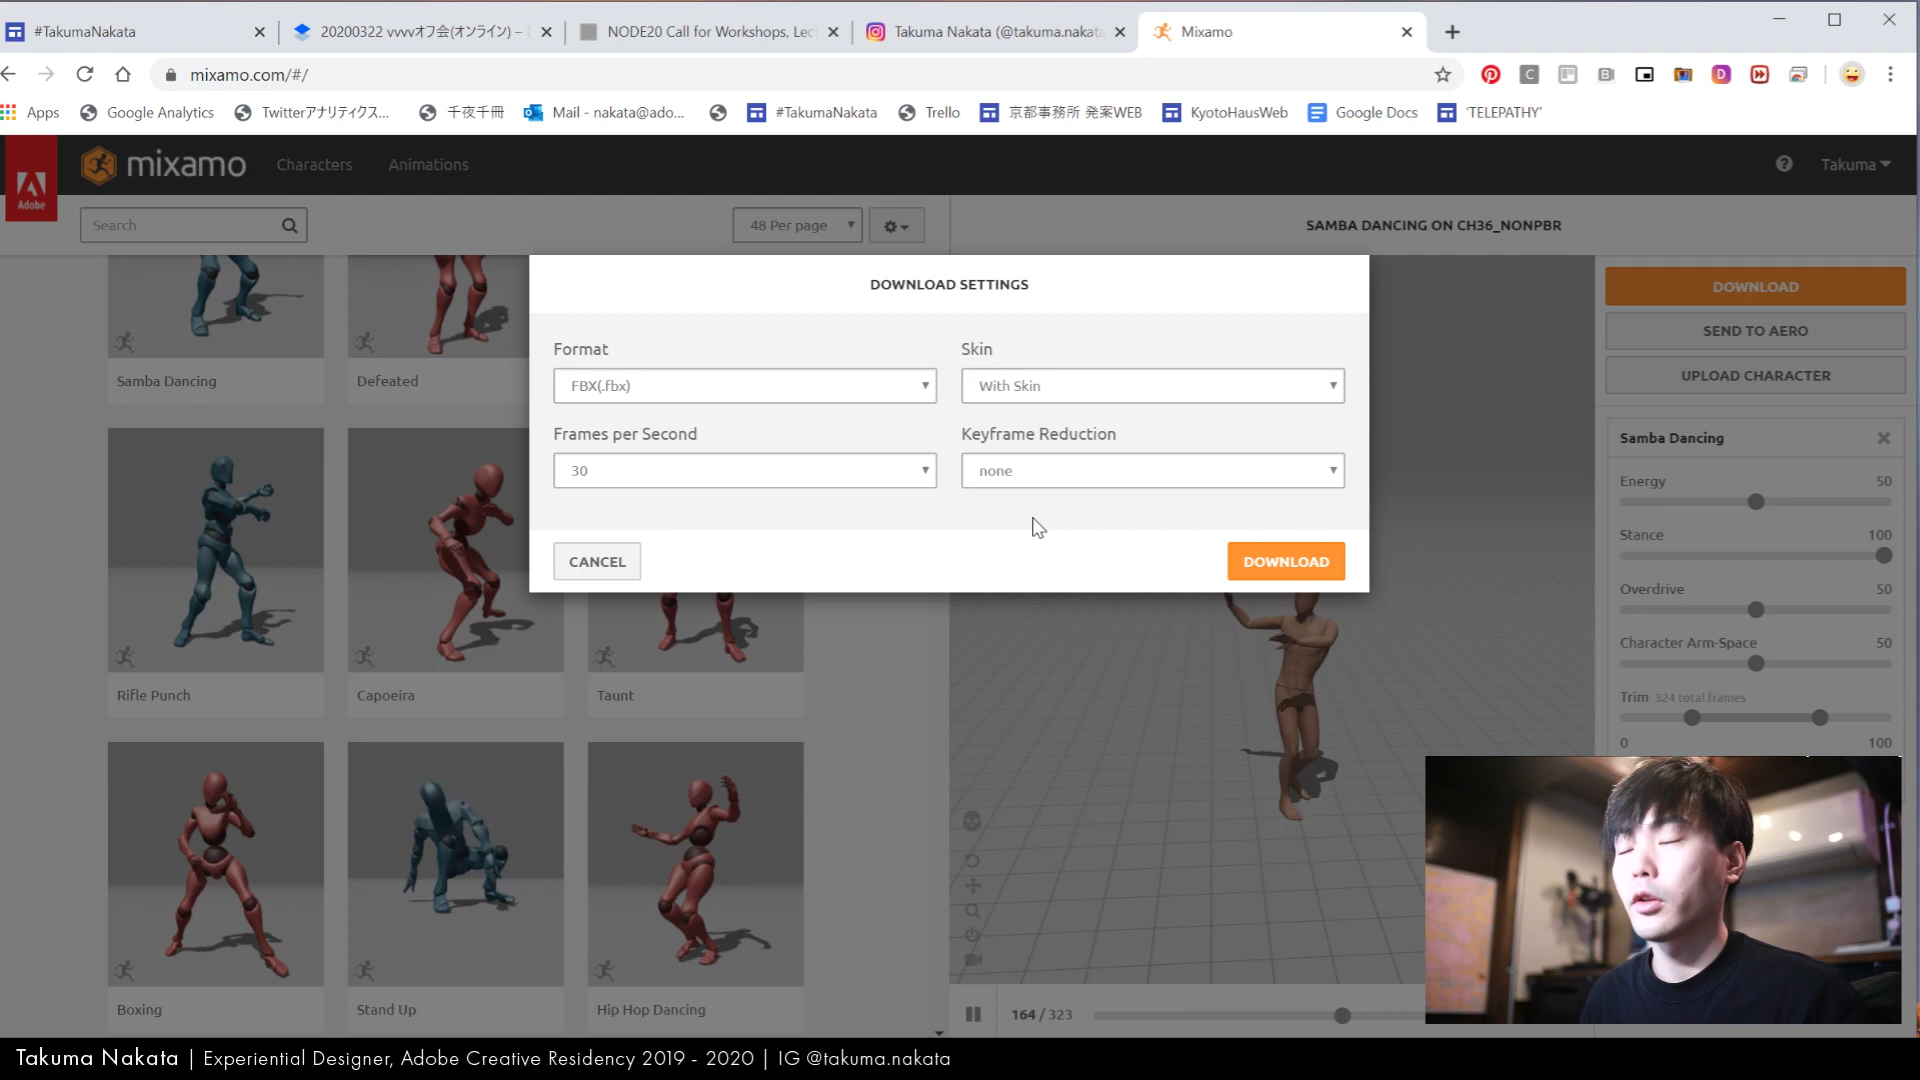 #TakumaNakata
20200322 vvvvオフ会(オンライン) – D
NODE20 Call for Workshops, Lect
Takuma Nakata (@takuma.nakata
Mixamo
mixamo.com/#/
Apps
Google Analytics
Twitterアナリティクス...
千夜千冊
Mail - nakata@ado...
#TakumaNakata
Trello
京都事務所 発案WEB
KyotoHausWeb
Google Docs
'TELEPATHY'
Adobe
mixamo
Characters
Animations
Takuma
Search
48 Per page
SAMBA DANCING ON CH36_NONPBR
DOWNLOAD SETTINGS
Format
Skin
FBX(.fbx)
With Skin
Frames per Second
Keyframe Reduction
30
none
CANCEL
DOWNLOAD
DOWNLOAD
SEND TO AERO
UPLOAD CHARACTER
Samba Dancing
Energy 50
Stance 100
Overdrive 50
Character Arm-Space 50
Trim 324 total frames
0 100
Samba Dancing
Defeated
Rifle Punch
Capoeira
Taunt
Boxing
Stand Up
Hip Hop Dancing
164 / 323
Takuma Nakata | Experiential Designer, Adobe Creative Residency 2019 - 2020 | IG @takuma.nakata